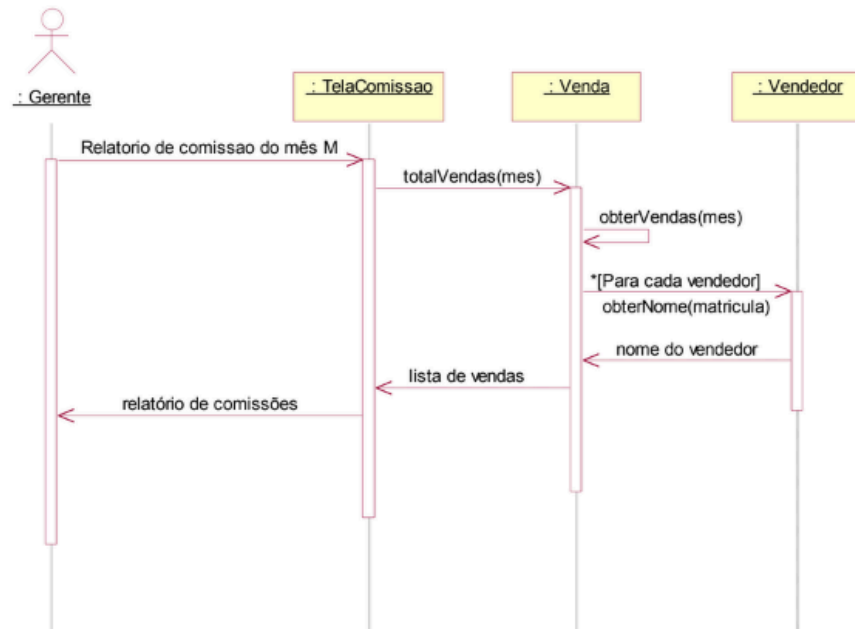 : Gerente
: TelaComissao
: Venda
: Vendedor
Relatorio de comissao do mês M
totalVendas(mes)
obterVendas(mes)
*[Para cada vendedor]
obterNome(matricula)
nome do vendedor
lista de vendas
relatório de comissões